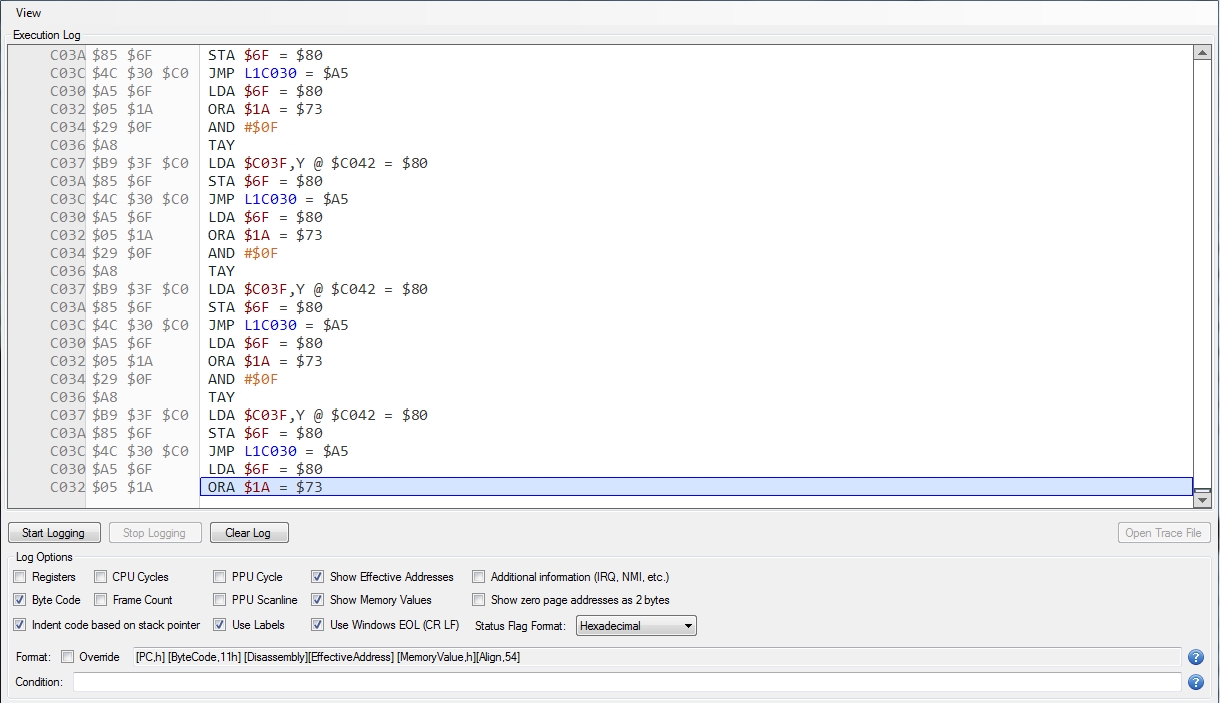 View
Execution Log
C03A $85 $6F STA $6F = $80
C03C $4C $30 $C0 JMP L1C030 = $A5
C030 $A5 $6F LDA $6F = $80
C032 $05 $1A ORA $1A = $73
C034 $29 $0F AND #$0F
C036 $A8 TAY
C037 $B9 $3F $C0 LDA $C03F,Y @ $C042 = $80
C03A $85 $6F STA $6F = $80
C03C $4C $30 $C0 JMP L1C030 = $A5
C030 $A5 $6F LDA $6F = $80
C032 $05 $1A ORA $1A = $73
C034 $29 $0F AND #$0F
C036 $A8 TAY
C037 $B9 $3F $C0 LDA $C03F,Y @ $C042 = $80
C03A $85 $6F STA $6F = $80
C03C $4C $30 $C0 JMP L1C030 = $A5
C030 $A5 $6F LDA $6F = $80
C032 $05 $1A ORA $1A = $73
C034 $29 $0F AND #$0F
C036 $A8 TAY
C037 $B9 $3F $C0 LDA $C03F,Y @ $C042 = $80
C03A $85 $6F STA $6F = $80
C03C $4C $30 $C0 JMP L1C030 = $A5
C030 $A5 $6F LDA $6F = $80
C032 $05 $1A ORA $1A = $73
Start Logging Stop Logging Clear Log Open Trace File
Log Options
Registers CPU Cycles PPU Cycle Show Effective Addresses Additional information (IRQ, NMI, etc.)
Byte Code Frame Count PPU Scanline Show Memory Values Show zero page addresses as 2 bytes
Indent code based on stack pointer Use Labels Use Windows EOL (CR LF) Status Flag Format: Hexadecimal
Format: Override [PC,h] [ByteCode,11h] [Disassembly][EffectiveAddress] [MemoryValue,h][Align,54] ?
Condition: ?